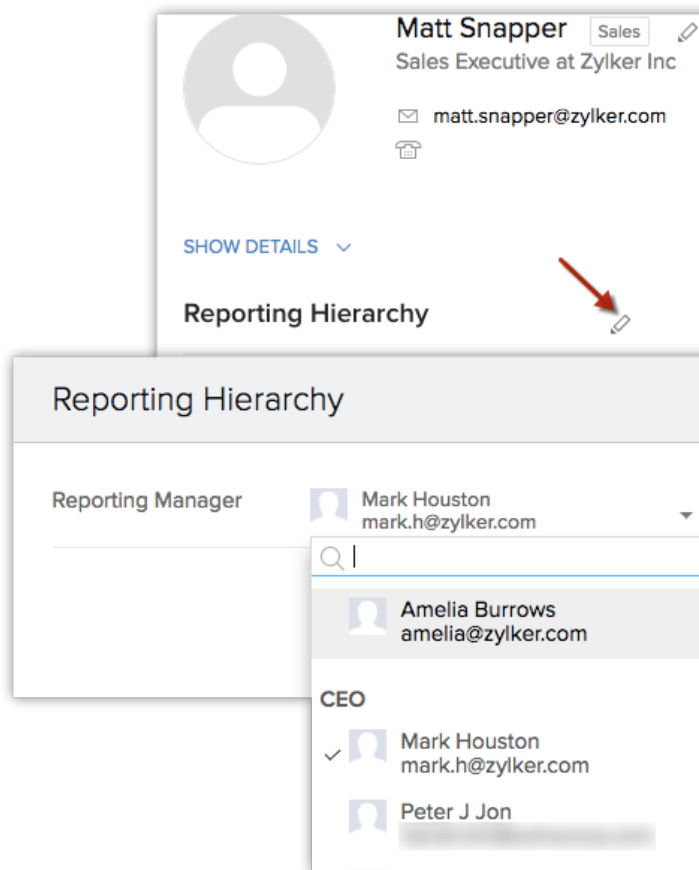 Matt Snapper Sales
Sales Executive at Zylker Inc
matt.snapper@zylker.com
SHOW DETAILS
Reporting Hierarchy
Reporting Hierarchy
Reporting Manager
Mark Houston
mark.h@zylker.com
Amelia Burrows
amelia@zylker.com
CEO
Mark Houston
mark.h@zylker.com
Peter J Jon